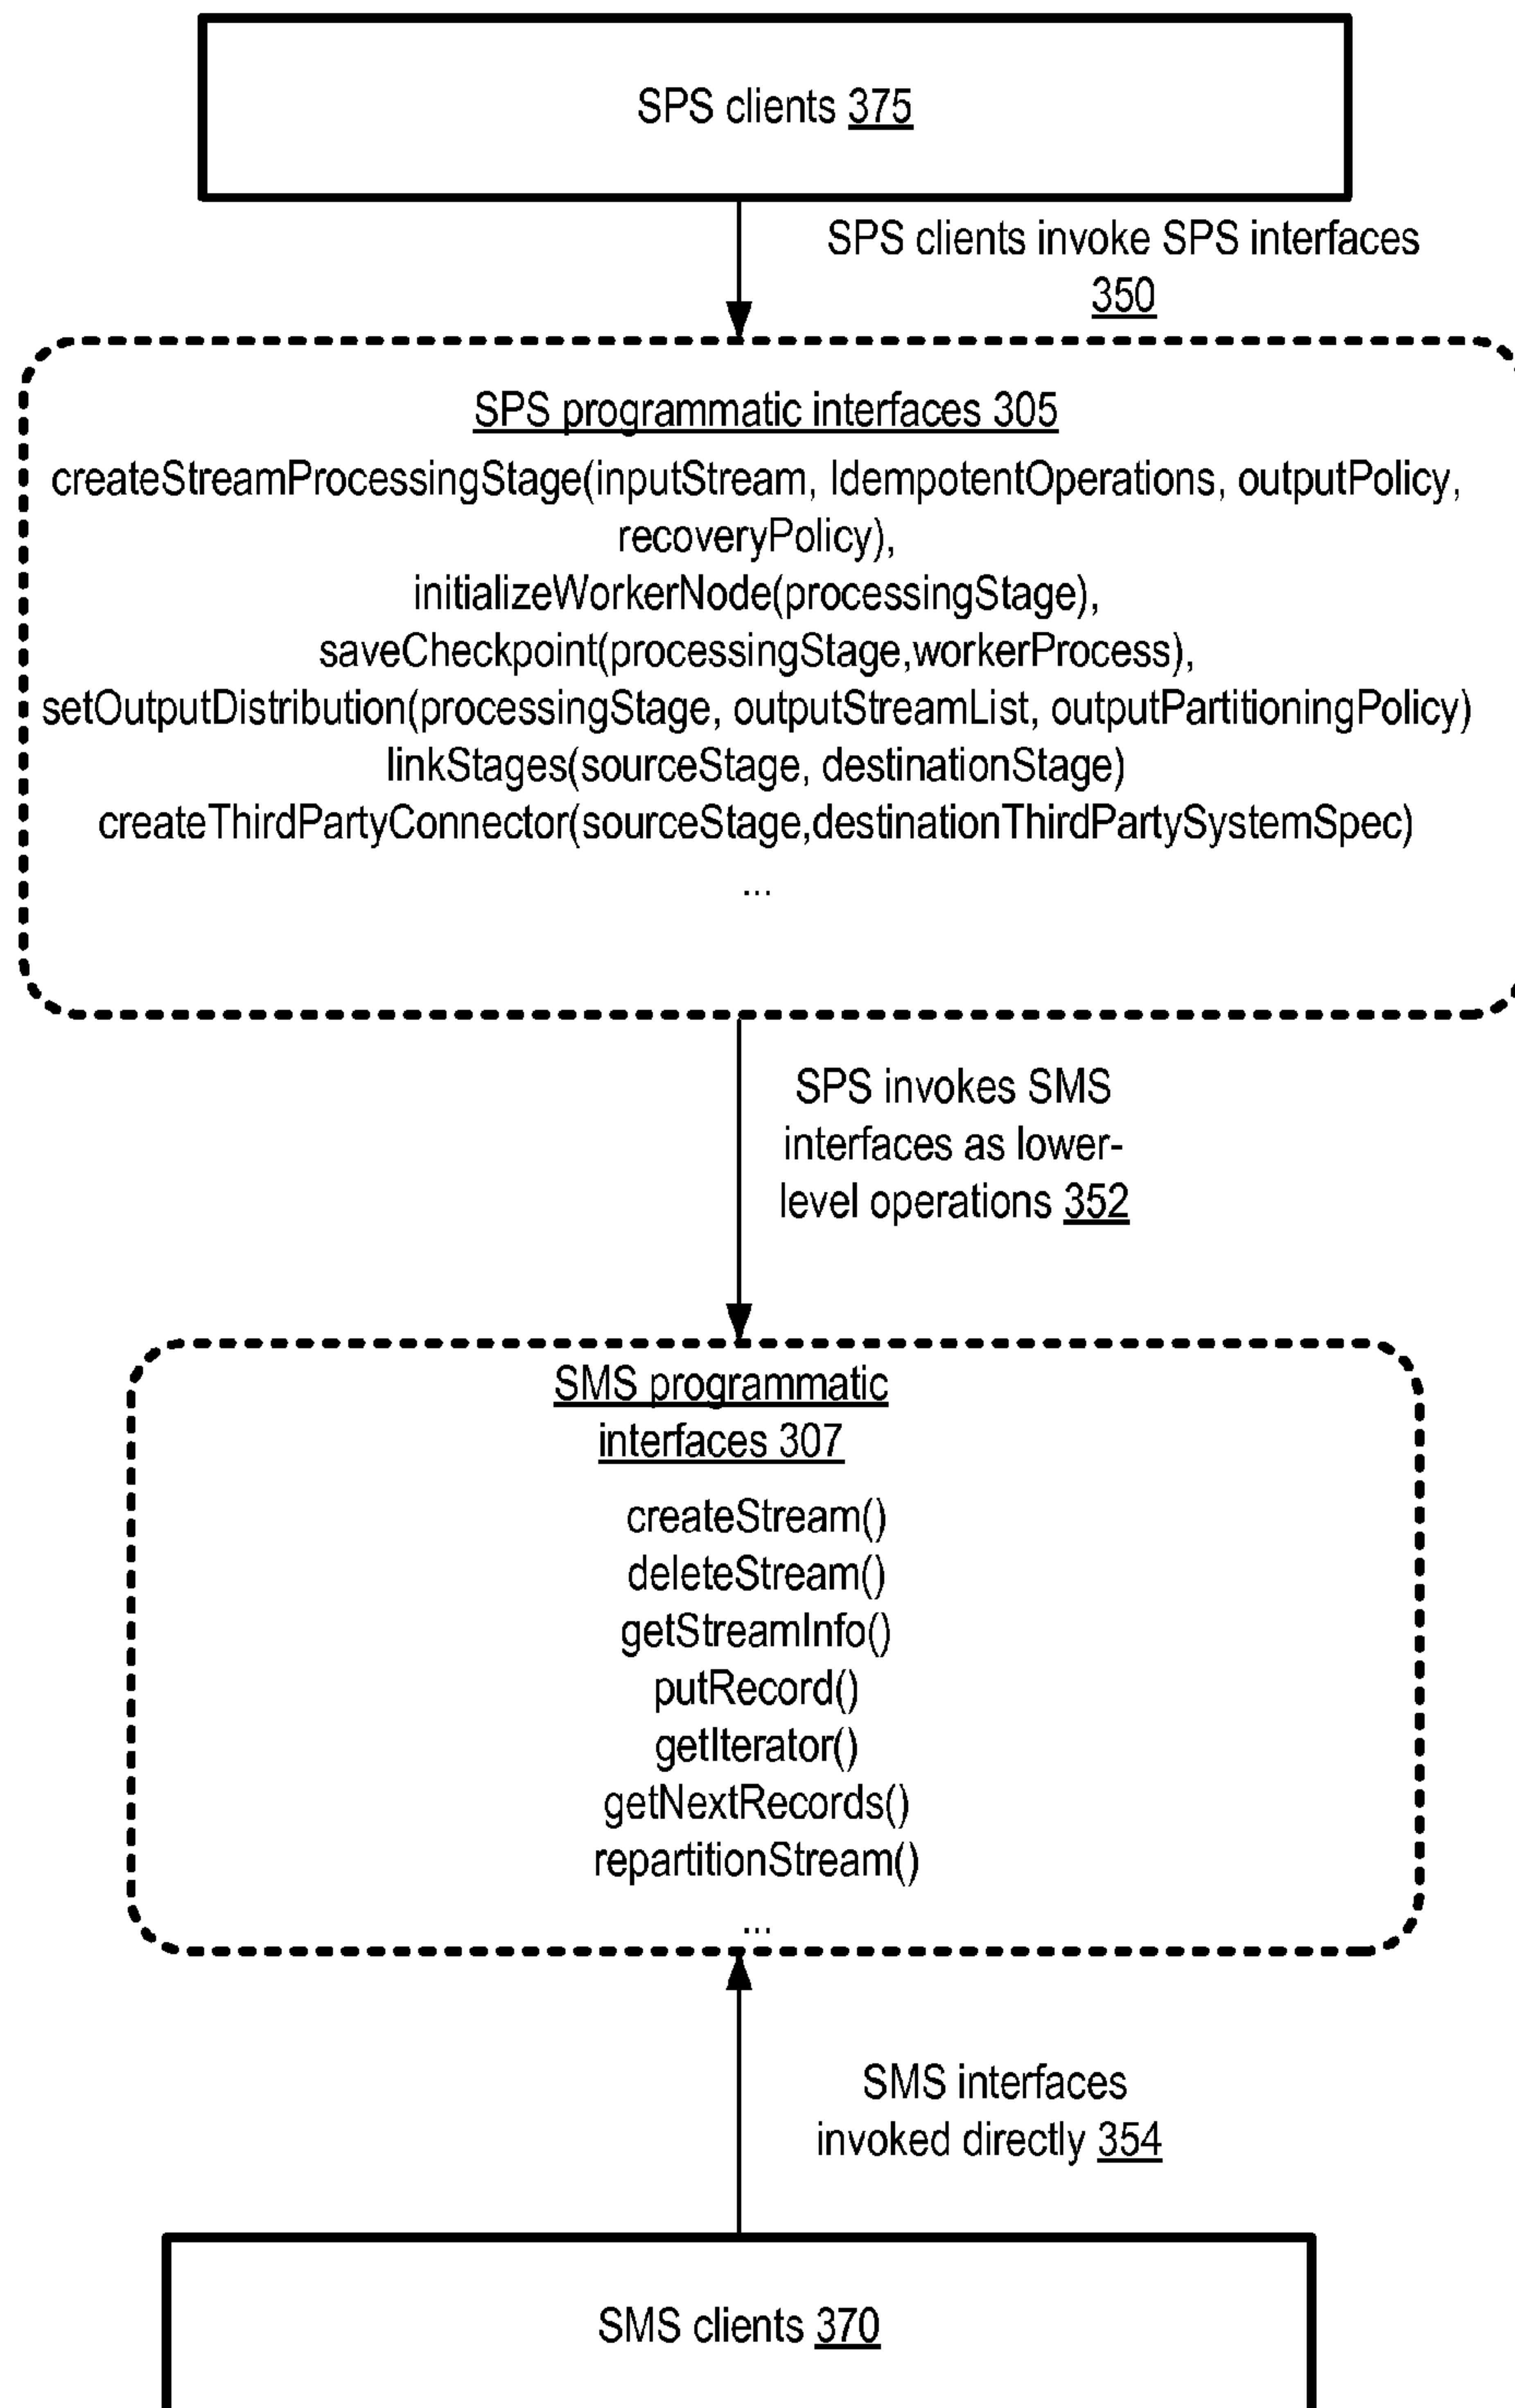 SPS clients 375
SPS clients invoke SPS interfaces
350
SPS programmatic interfaces 305
createStreamProcessingStage(inputStream, IdempotentOperations, outputPolicy,
recoveryPolicy),
initializeWorkerNode(processingStage),
saveCheckpoint(processingStage,workerProcess),
setOutputDistribution(processingStage, outputStreamList, outputPartitioningPolicy)
linkStages(sourceStage, destinationStage)
createThirdPartyConnector(sourceStage,destinationThirdPartySystemSpec)
...
SPS invokes SMS
interfaces as lower-
level operations 352
SMS programmatic
interfaces 307
createStream()
deleteStream()
getStreamInfo()
putRecord()
getIterator()
getNextRecords()
repartitionStream()
...
SMS interfaces
invoked directly 354
SMS clients 370